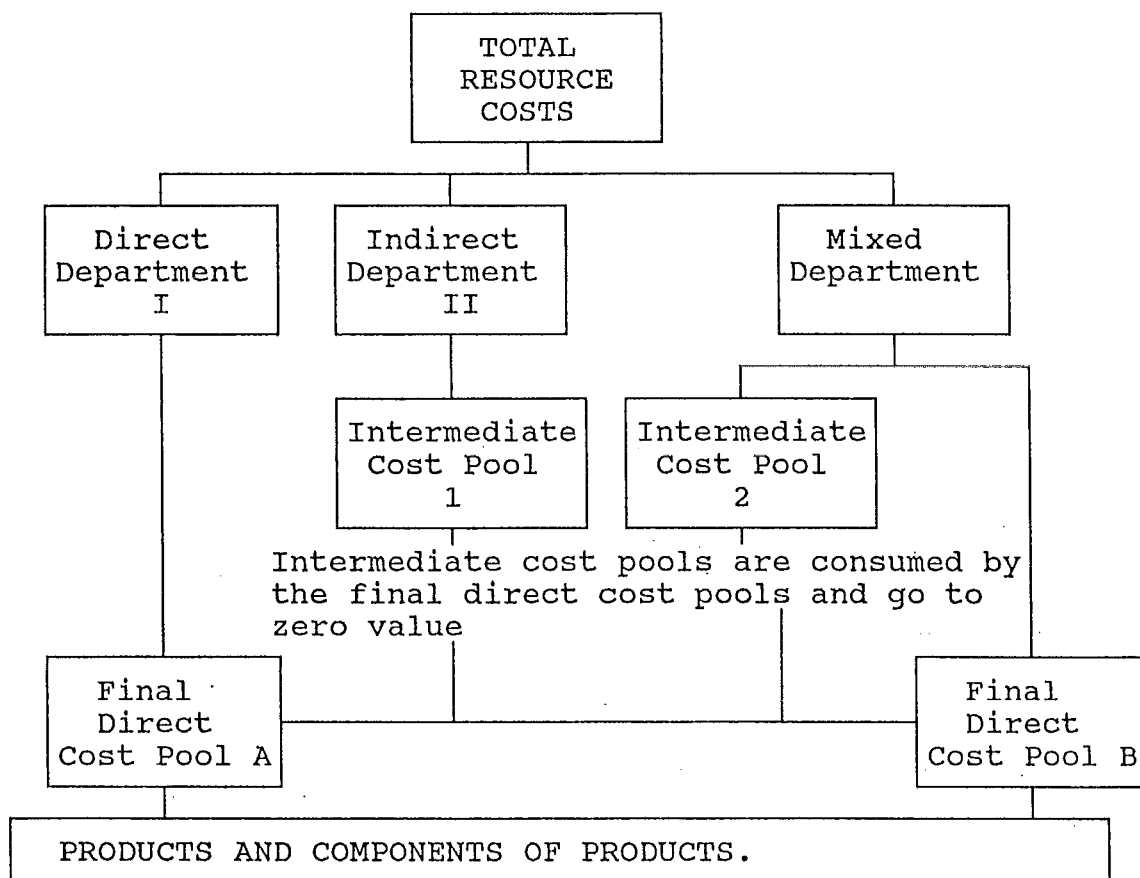 TOTAL
RESOURCE
COSTS
Direct
Department
I
Indirect
Department
II
Mixed
Department
Intermediate
Cost Pool
1
Intermediate
Cost Pool
2
Intermediate cost pools are consumed by
the final direct cost pools and go to
zero value
Final
Direct
Cost Pool A
Final
Direct
Cost Pool B
PRODUCTS AND COMPONENTS OF PRODUCTS.